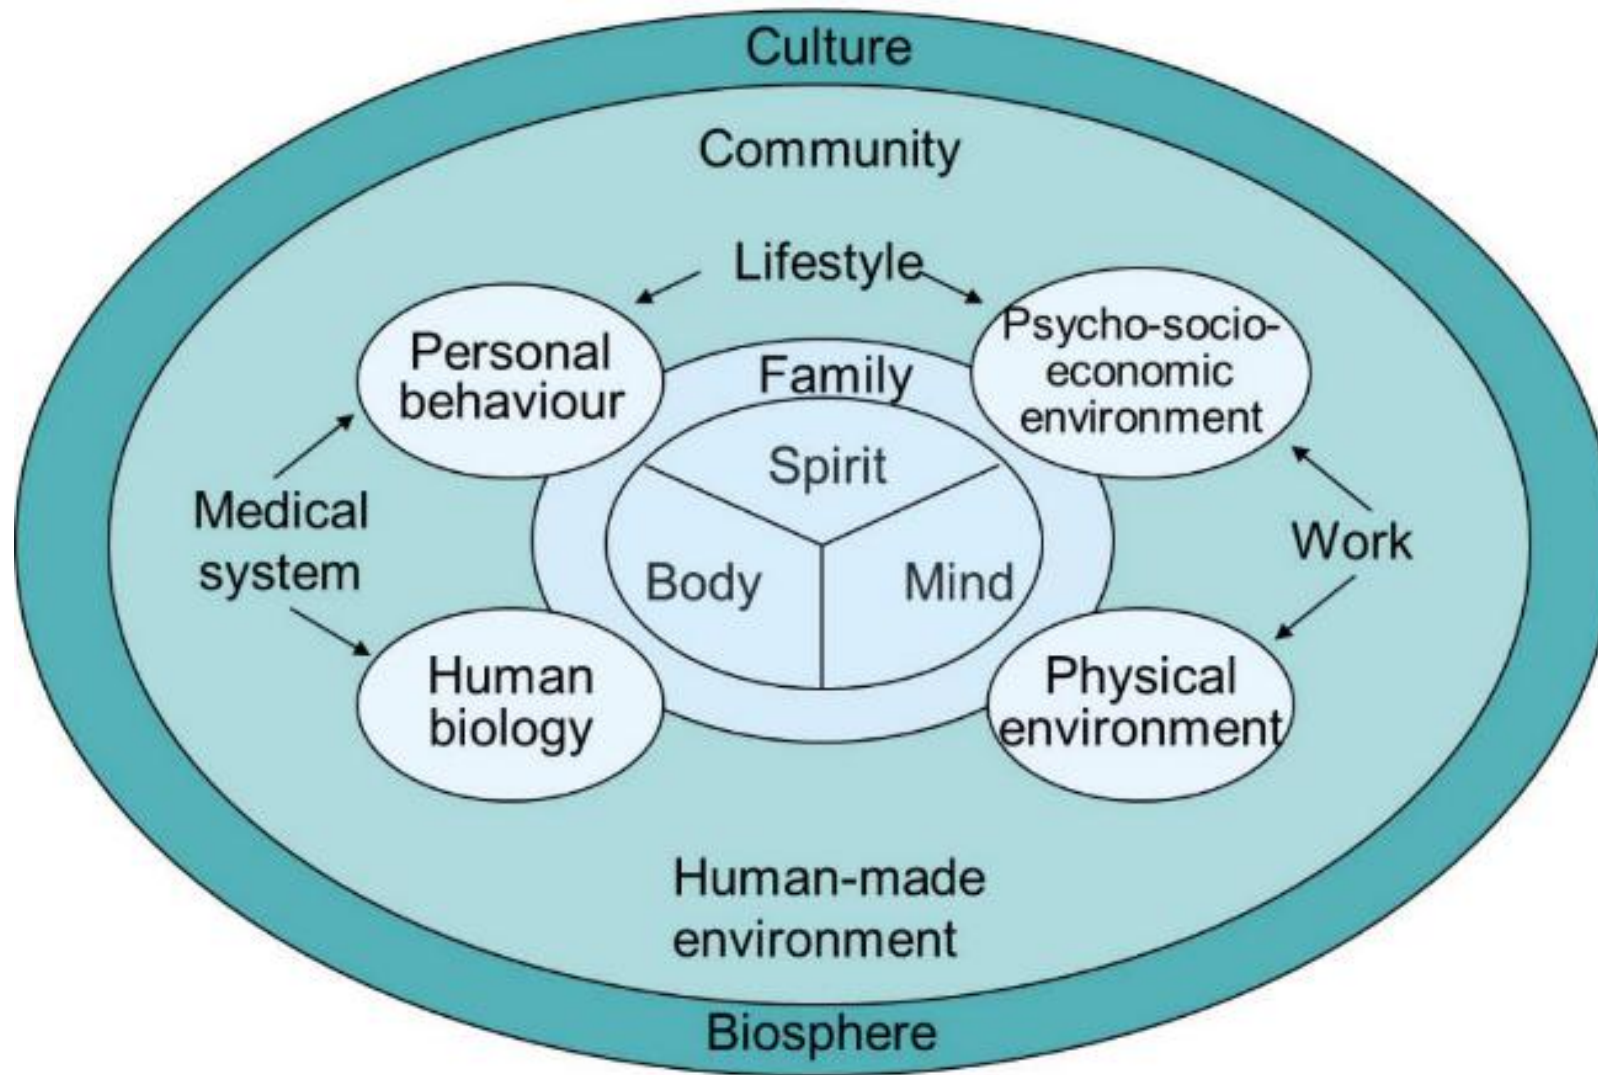 Culture
Community
Lifestyle
Personal
behaviour
Psycho-socio-
economic
environment
Family
Spirit
Body
Mind
Medical
system
Work
Human
biology
Physical
environment
Human-made
environment
Biosphere